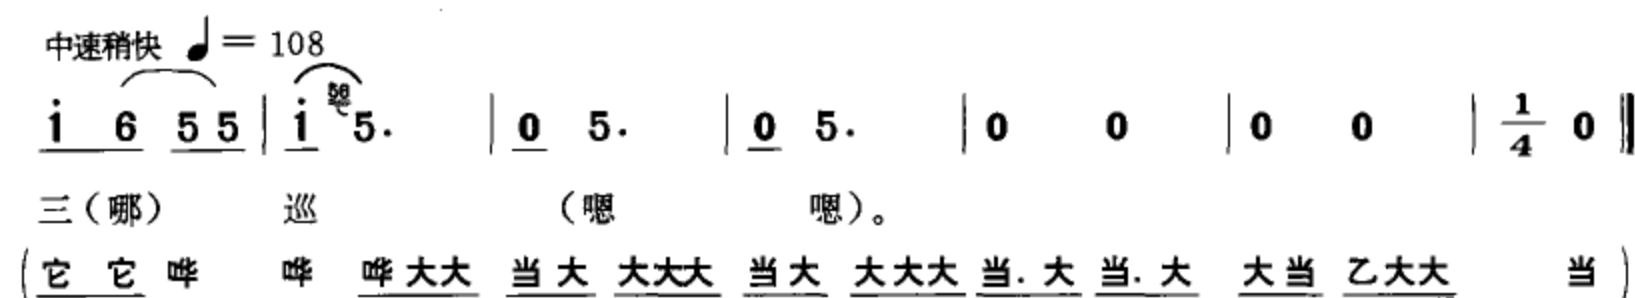 中速稍快 ♩= 108
i 6 5 5 | i 56 5. | 0 5. | 0 5. | 0 0 | 0 0 | 1/4 0 ‖
三（哪） 巡 （嗯 嗯）。
（它 它 哗 哗 哗大大 当大 大大大 当大 大大大 当.大 当.大 大当 乙大大 当）